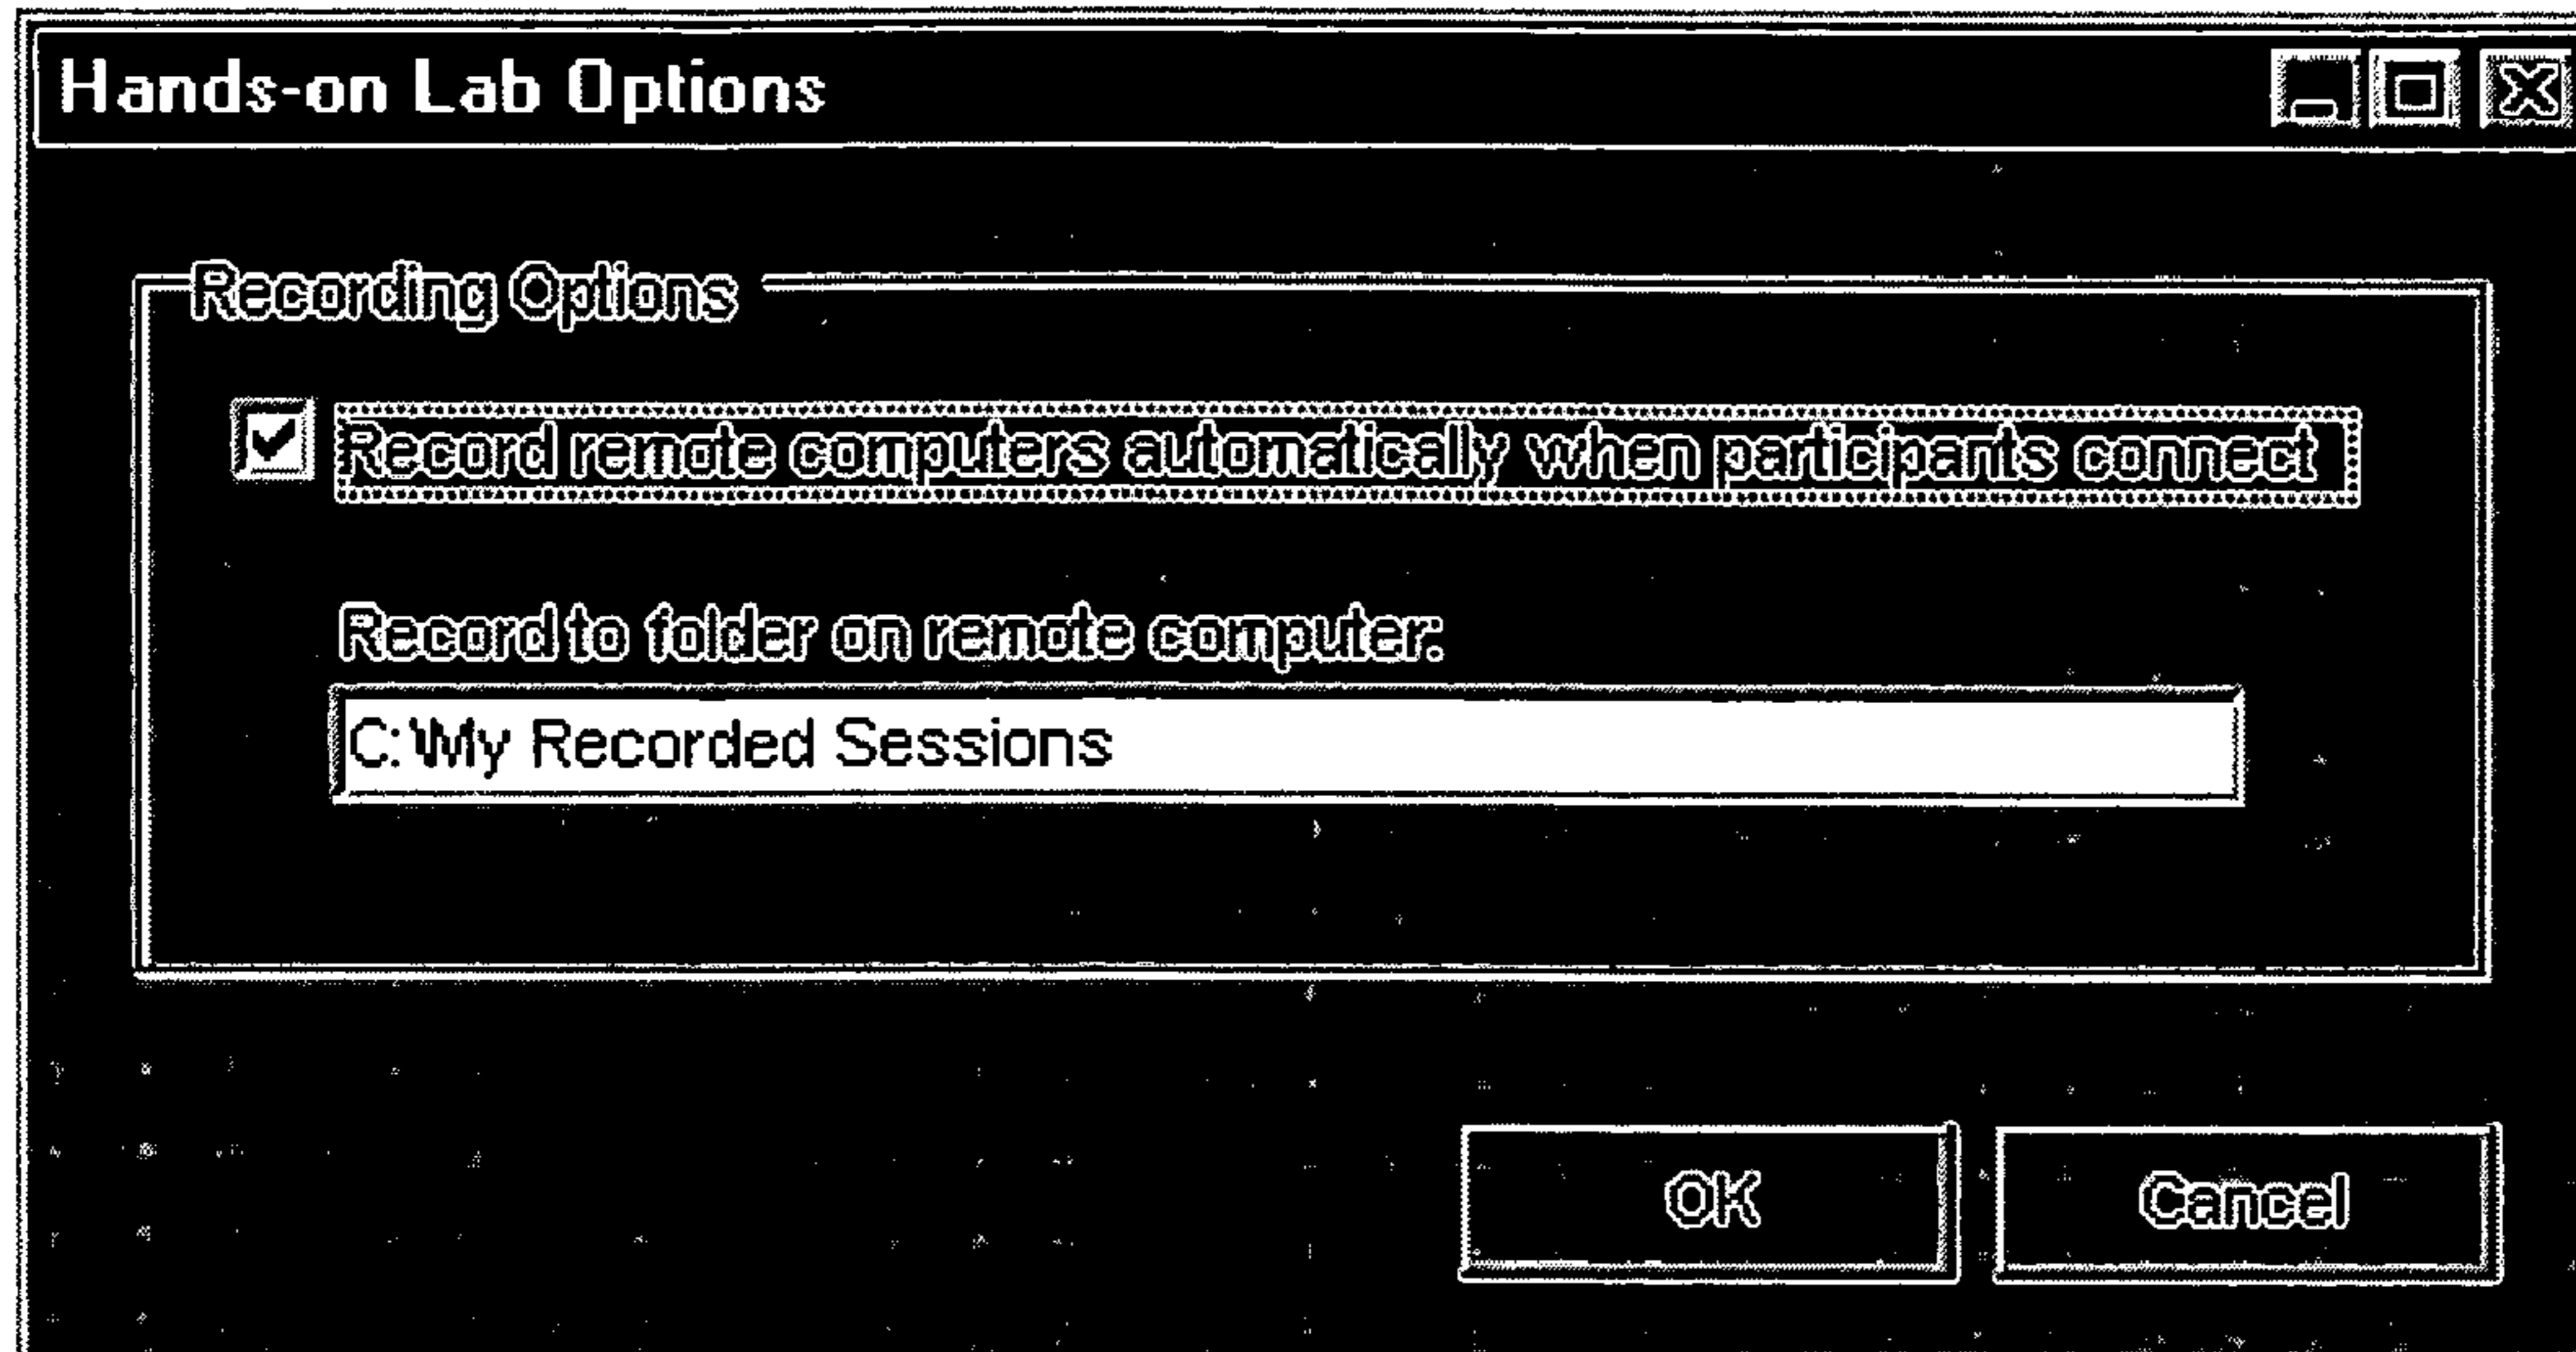 Hands-on Lab Options
Recording Options
Record remote computers automatically when participants connect
Record to folder on remote computer:
C:\My Recorded Sessions
OK
Cancel